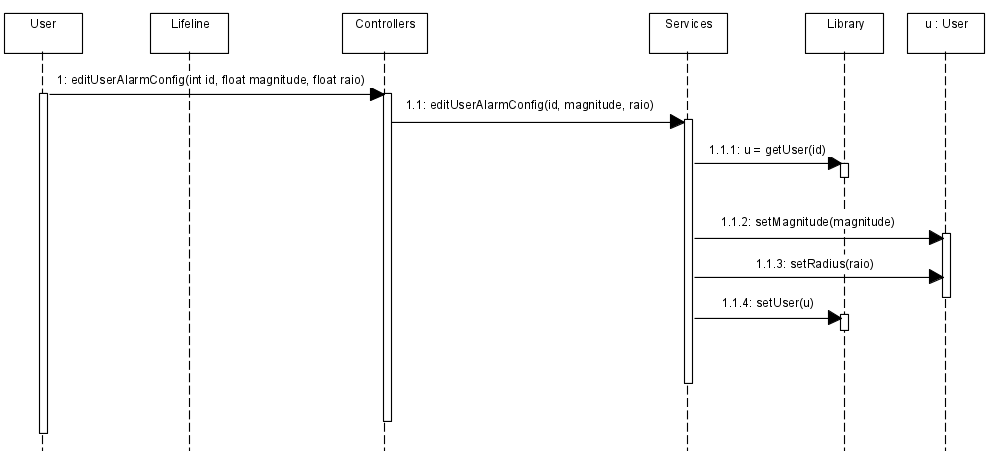 User
Lifeline
Controllers
Services
Library
u : User
1: editUserAlarmConfig(int id, float magnitude, float raio)
1.1: editUserAlarmConfig(id, magnitude, raio)
1.1.1: u = getUser(id)
1.1.2: setMagnitude(magnitude)
1.1.3: setRadius(raio)
1.1.4: setUser(u)